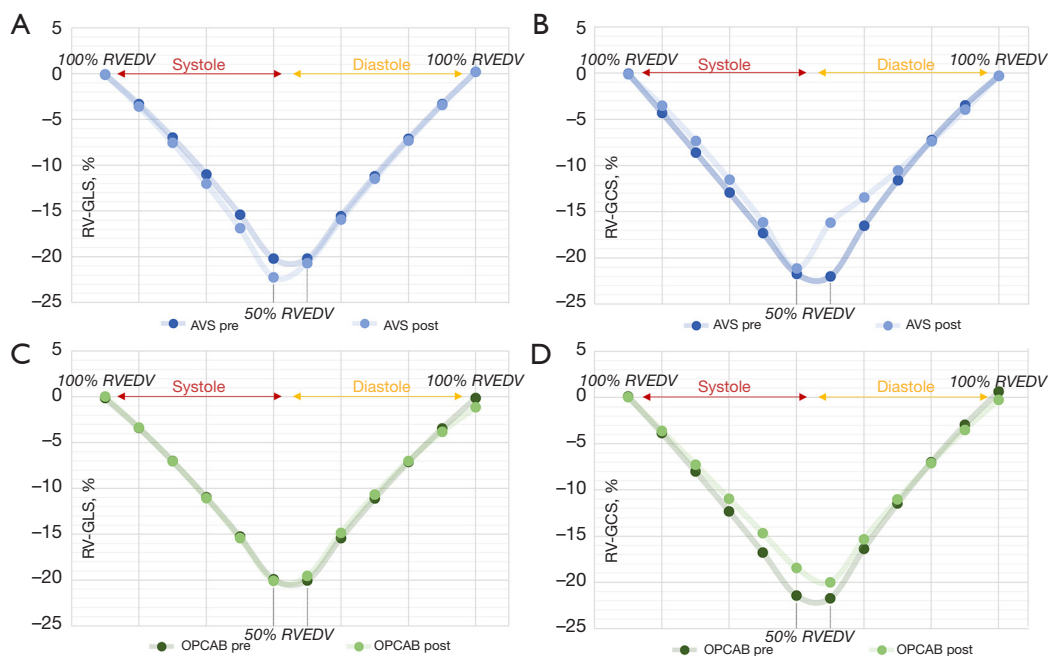 A
5
0
−5
−10
−15
−20
−25
RV-GLS, %
100% RVEDV
Systole
Diastole
100% RVEDV
50% RVEDV
AVS pre
AVS post
B
5
0
−5
−10
−15
−20
−25
RV-GCS, %
100% RVEDV
Systole
Diastole
100% RVEDV
50% RVEDV
AVS pre
AVS post
C
5
0
−5
−10
−15
−20
−25
RV-GLS, %
100% RVEDV
Systole
Diastole
100% RVEDV
50% RVEDV
OPCAB pre
OPCAB post
D
5
0
−5
−10
−15
−20
−25
RV-GCS, %
100% RVEDV
Systole
Diastole
100% RVEDV
50% RVEDV
OPCAB pre
OPCAB post